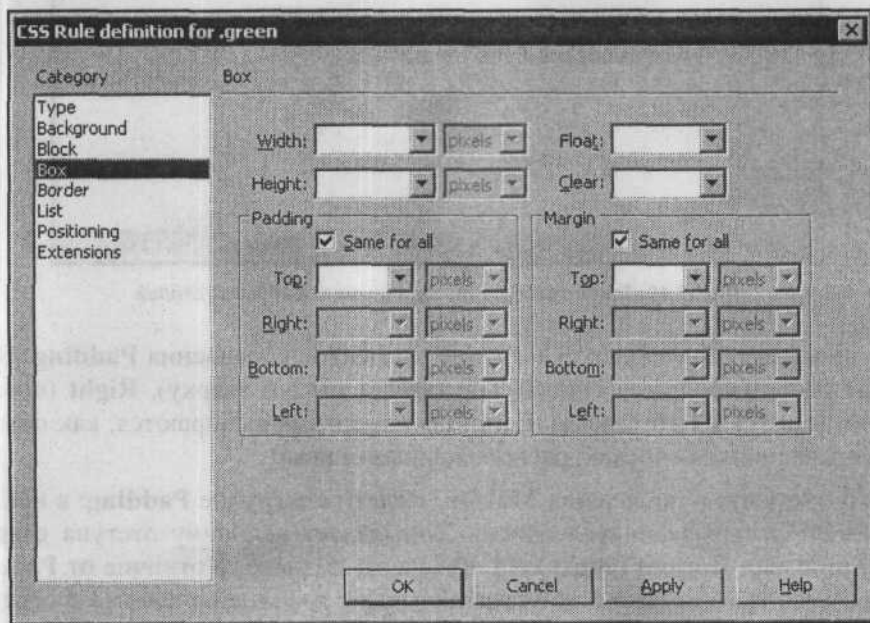 CSS Rule definition for .green
Category
Type
Background
Block
Box
Border
List
Positioning
Extensions
Box
Width: pixels Float:
Height: pixels Clear:
Padding
Same for all
Top: pixels
Right: pixels
Bottom: pixels
Left: pixels
Margin
Same for all
Top: pixels
Right: pixels
Bottom: pixels
Left: pixels
OK Cancel Apply Help